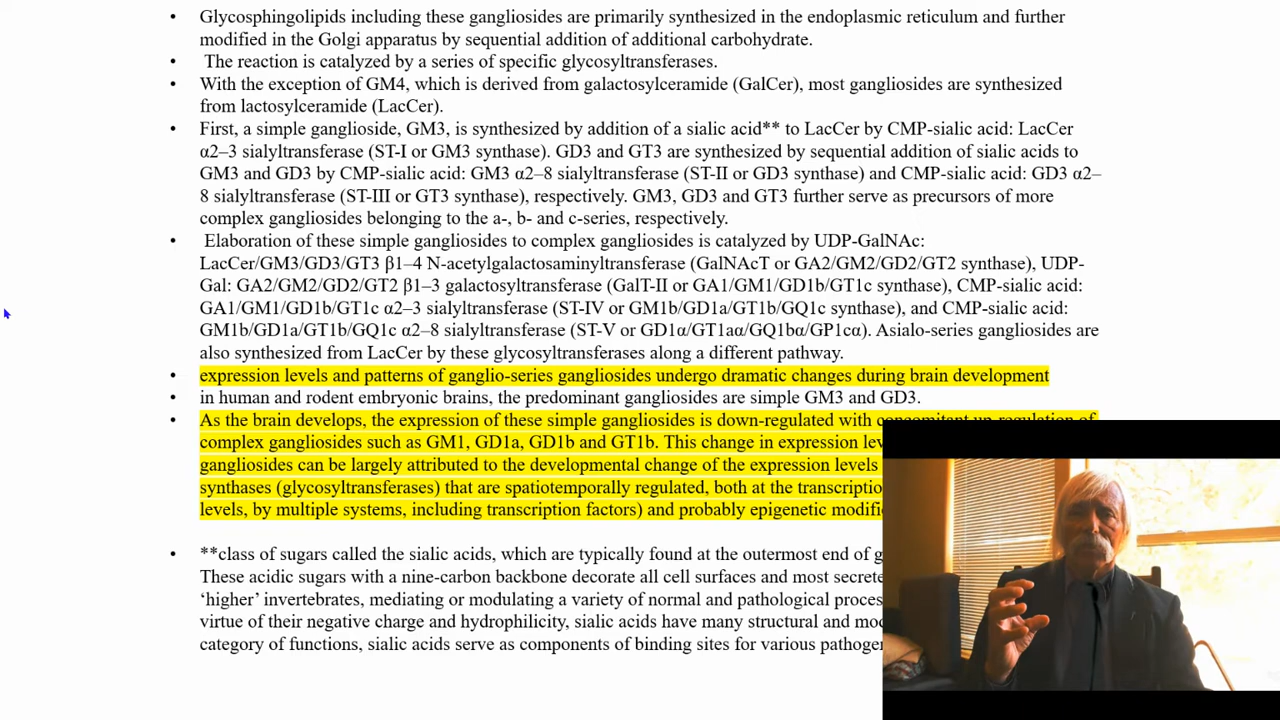 • Glycosphingolipids including these gangliosides are primarily synthesized in the endoplasmic reticulum and further
modified in the Golgi apparatus by sequential addition of additional carbohydrate.
• The reaction is catalyzed by a series of specific glycosyltransferases.
• With the exception of GM4, which is derived from galactosylceramide (GalCer), most gangliosides are synthesized
from lactosylceramide (LacCer).
• First, a simple ganglioside, GM3, is synthesized by addition of a sialic acid** to LacCer by CMP-sialic acid: LacCer
α2–3 sialyltransferase (ST-I or GM3 synthase). GD3 and GT3 are synthesized by sequential addition of sialic acids to
GM3 and GD3 by CMP-sialic acid: GM3 α2–8 sialyltransferase (ST-II or GD3 synthase) and CMP-sialic acid: GD3 α2–
8 sialyltransferase (ST-III or GT3 synthase), respectively. GM3, GD3 and GT3 further serve as precursors of more
complex gangliosides belonging to the a-, b- and c-series, respectively.
• Elaboration of these simple gangliosides to complex gangliosides is catalyzed by UDP-GalNAc:
LacCer/GM3/GD3/GT3 β1–4 N-acetylgalactosaminyltransferase (GalNAcT or GA2/GM2/GD2/GT2 synthase), UDP-
Gal: GA2/GM2/GD2/GT2 β1–3 galactosyltransferase (GalT-II or GA1/GM1/GD1b/GT1c synthase), CMP-sialic acid:
GA1/GM1/GD1b/GT1c α2–3 sialyltransferase (ST-IV or GM1b/GD1a/GT1b/GQ1c synthase), and CMP-sialic acid:
GM1b/GD1a/GT1b/GQ1c α2–8 sialyltransferase (ST-V or GD1α/GT1aα/GQ1bα/GP1cα). Asialo-series gangliosides are
also synthesized from LacCer by these glycosyltransferases along a different pathway.
• expression levels and patterns of ganglio-series gangliosides undergo dramatic changes during brain development
• in human and rodent embryonic brains, the predominant gangliosides are simple GM3 and GD3.
• As the brain develops, the expression of these simple gangliosides is down-regulated with concomitant up-regulation of
complex gangliosides such as GM1, GD1a, GD1b and GT1b. This change in expression
gangliosides can be largely attributed to the developmental change of the expression levels
synthases (glycosyltransferases) that are spatiotemporally regulated, both at the
levels, by multiple systems, including transcription factors) and probably epigenetic
• **class of sugars called the sialic acids, which are typically found at the outermost end of
These acidic sugars with a nine-carbon backbone decorate all cell surfaces and most
‘higher’ invertebrates, mediating or modulating a variety of normal and pathological
virtue of their negative charge and hydrophilicity, sialic acids have many structural and
category of functions, sialic acids serve as components of binding sites for various